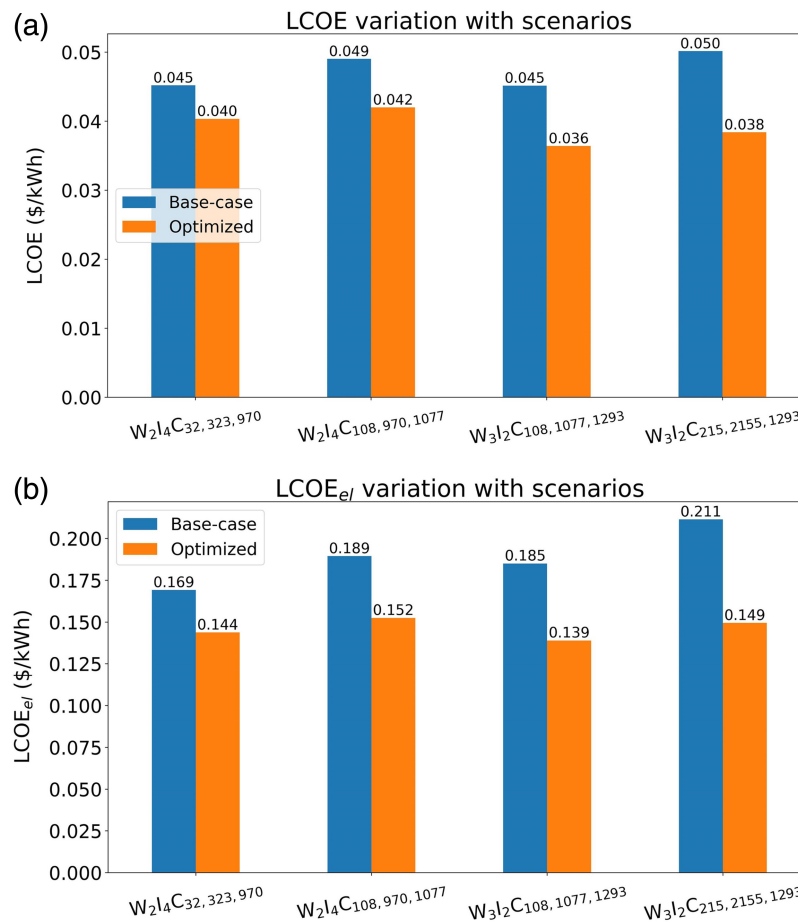 (a)
LCOE variation with scenarios
LCOE ($/kWh)
0.05
0.04
0.03
0.02
0.01
0.00
0.045
0.040
0.049
0.042
0.045
0.036
0.050
0.038
Base-case
Optimized
W₂I₄C₃₂,₃₂₃,₉₇₀
W₂I₄C₁₀₈,₉₇₀,₁₀₇₇
W₃I₂C₁₀₈,₁₀₇₇,₁₂₉₃
W₃I₂C₂₁₅,₂₁₅₅,₁₂₉₃
(b)
LCOEₑₗ variation with scenarios
LCOEₑₗ ($/kWh)
0.200
0.175
0.150
0.125
0.100
0.075
0.050
0.025
0.000
Base-case
Optimized
0.169
0.144
0.189
0.152
0.185
0.139
0.211
0.149
W₂I₄C₃₂,₃₂₃,₉₇₀
W₂I₄C₁₀₈,₉₇₀,₁₀₇₇
W₃I₂C₁₀₈,₁₀₇₇,₁₂₉₃
W₃I₂C₂₁₅,₂₁₅₅,₁₂₉₃